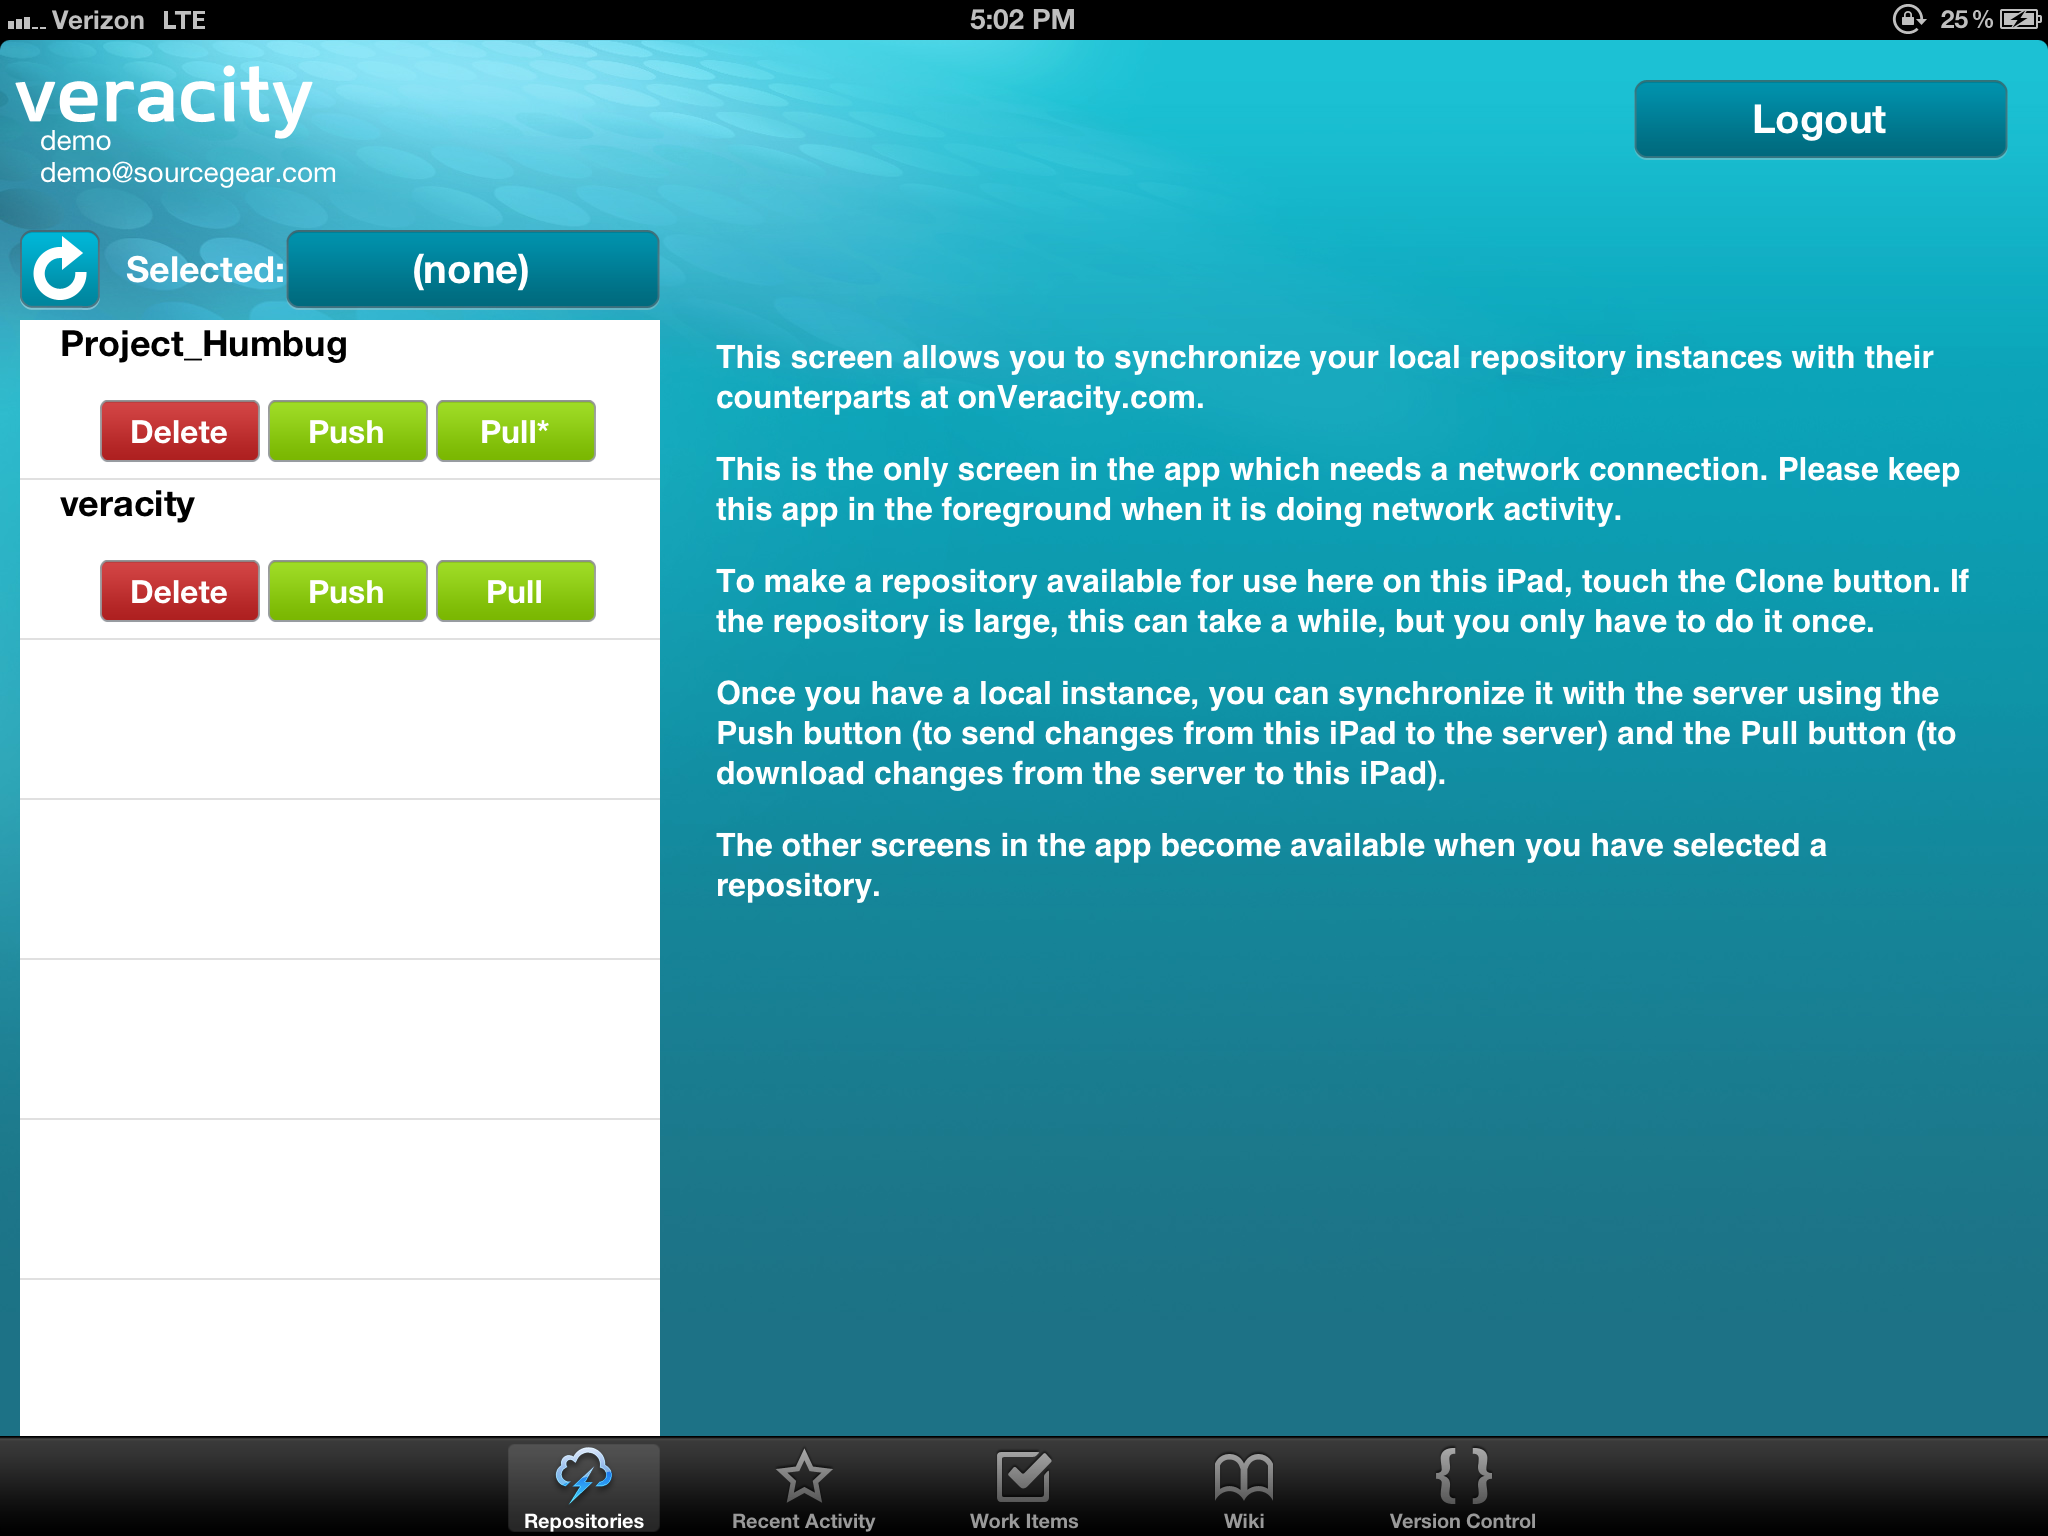 Verizon LTE 5:02 PM 25%
veracity
demo
demo@sourcegear.com
Logout
Selected: (none)
Project_Humbug
Delete Push Pull*
veracity
Delete Push Pull
This screen allows you to synchronize your local repository instances with their
counterparts at onVeracity.com.
This is the only screen in the app which needs a network connection. Please keep
this app in the foreground when it is doing network activity.
To make a repository available for use here on this iPad, touch the Clone button. If
the repository is large, this can take a while, but you only have to do it once.
Once you have a local instance, you can synchronize it with the server using the
Push button (to send changes from this iPad to the server) and the Pull button (to
download changes from the server to this iPad).
The other screens in the app become available when you have selected a
repository.
Repositories Recent Activity Work Items Wiki Version Control